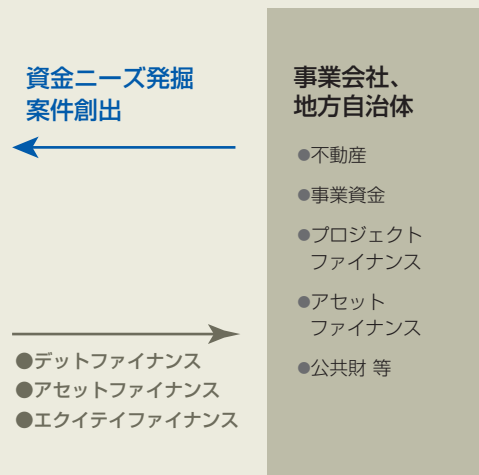 資金ニーズ発掘
案件創出
●デットファイナンス
●アセットファイナンス
●エクイテイファイナンス
事業会社、
地方自治体
●不動産
●事業資金
●プロジェクト
ファイナンス
●アセット
ファイナンス
●公共財 等